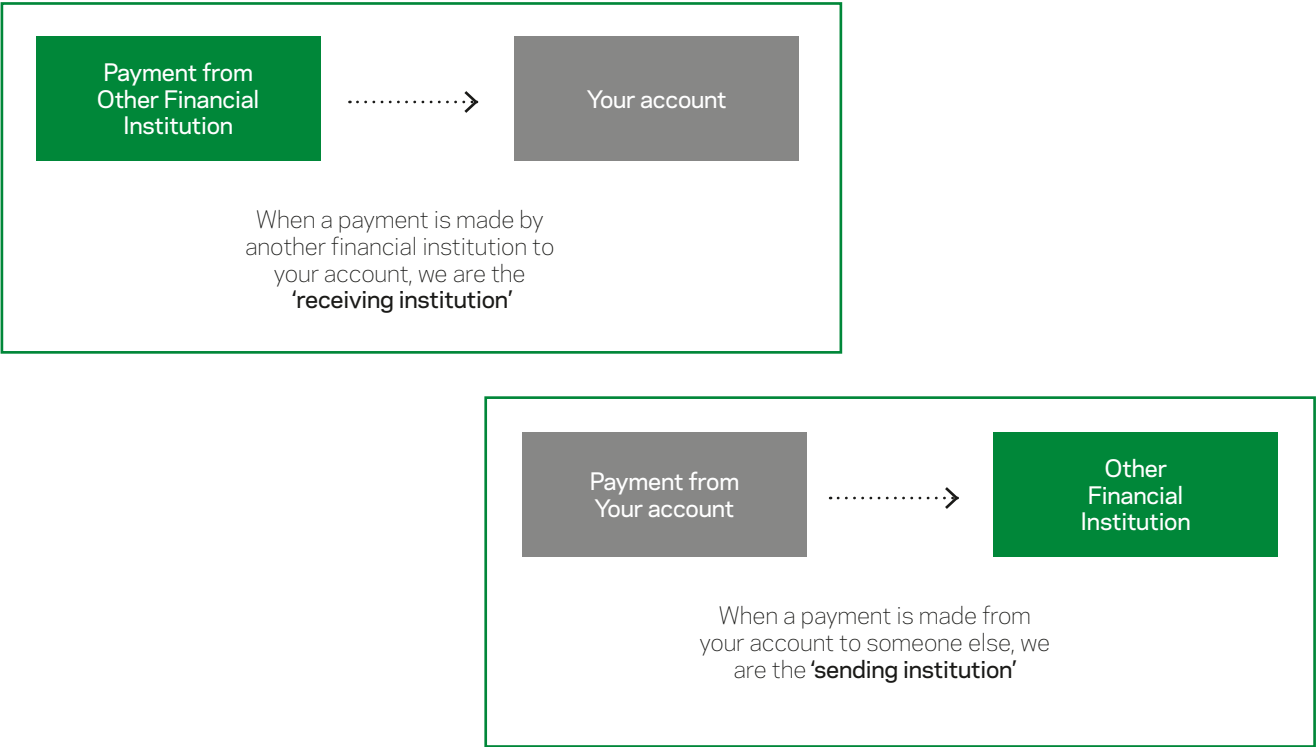 Payment from
Other Financial
Institution
Your account
When a payment is made by
another financial institution to
your account, we are the
‘receiving institution’
Payment from
Your account
Other
Financial
Institution
When a payment is made from
your account to someone else, we
are the ‘sending institution’